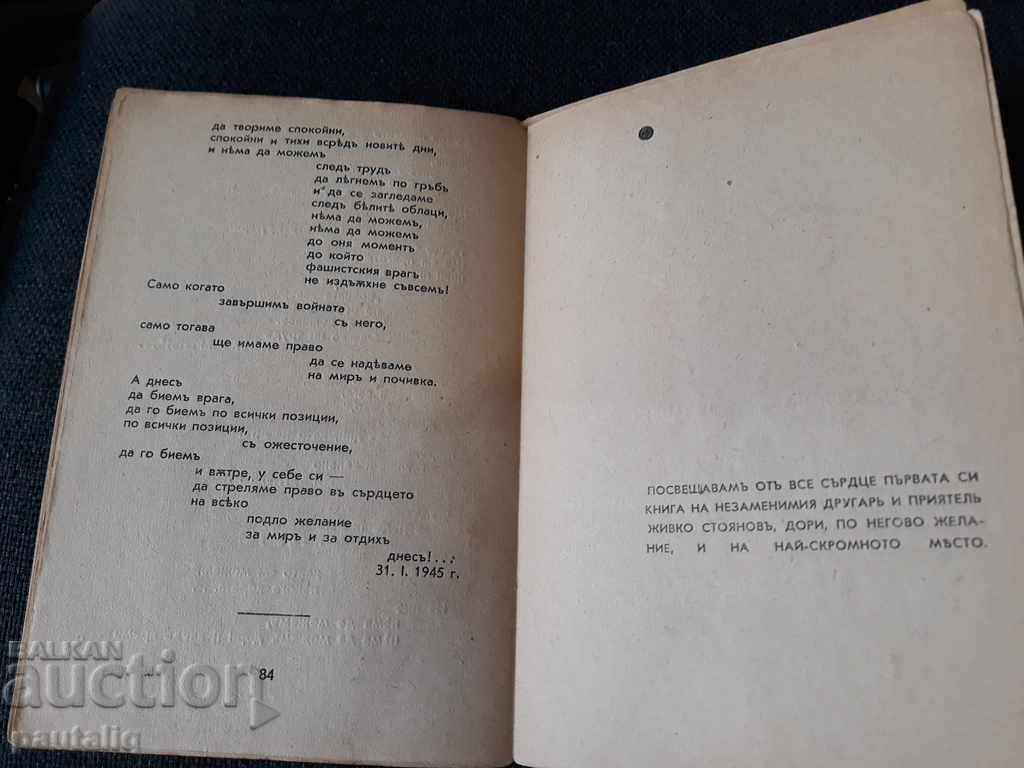 да твориме спокойни,
спокойни и тихи всрѣдъ новитѣ дни,
и нѣма да можемъ
следъ трудъ
да лѣгнемъ по гръбъ
и да се загледаме
следъ бѣлитѣ облаци,
нѣма да можемъ,
нѣма да можемъ
до оня моментъ
до който
фашистския врагъ
не издъхне съвсемъ!
Само когато
завършимъ войната
съ него,
само тогава
ще имаме право
да се надѣваме
на миръ и почивка.
А днесъ
да биемъ врага,
да го биемъ по всички позиции,
по всички позиции,
съ ожесточение,
да го биемъ
и вѫтре, у себе си —
да стреляме право въ сърдцето
на всѣко
подло желание
за миръ и за отдихъ
днесъ!...
31. I. 1945 г.
84
ПОСВЕЩАВАМЪ ОТЪ ВСЕ СЪРДЦЕ ПЪРВАТА СИ
КНИГА НА НЕЗАМЕНИМИЯ ДРУГАРЬ И ПРИЯТЕЛЬ
ЖИВКО СТОЯНОВЪ, ДОРИ, ПО НЕГОВО ЖЕЛА-
НИЕ, И НА НАЙ-СКРОМНОТО МѢСТО.
BALKAN
auction
pautalig